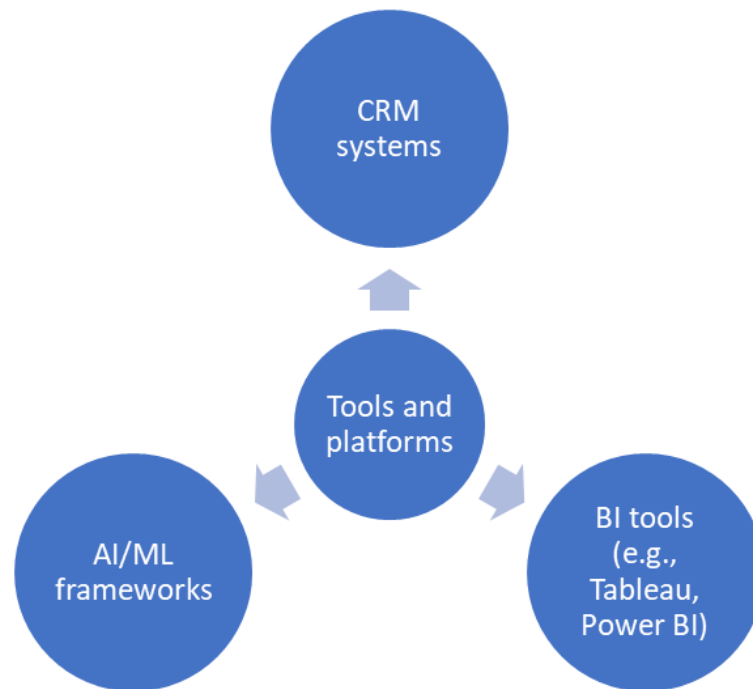 CRM
systems
Tools and
platforms
AI/ML
frameworks
BI tools
(e.g.,
Tableau,
Power BI)